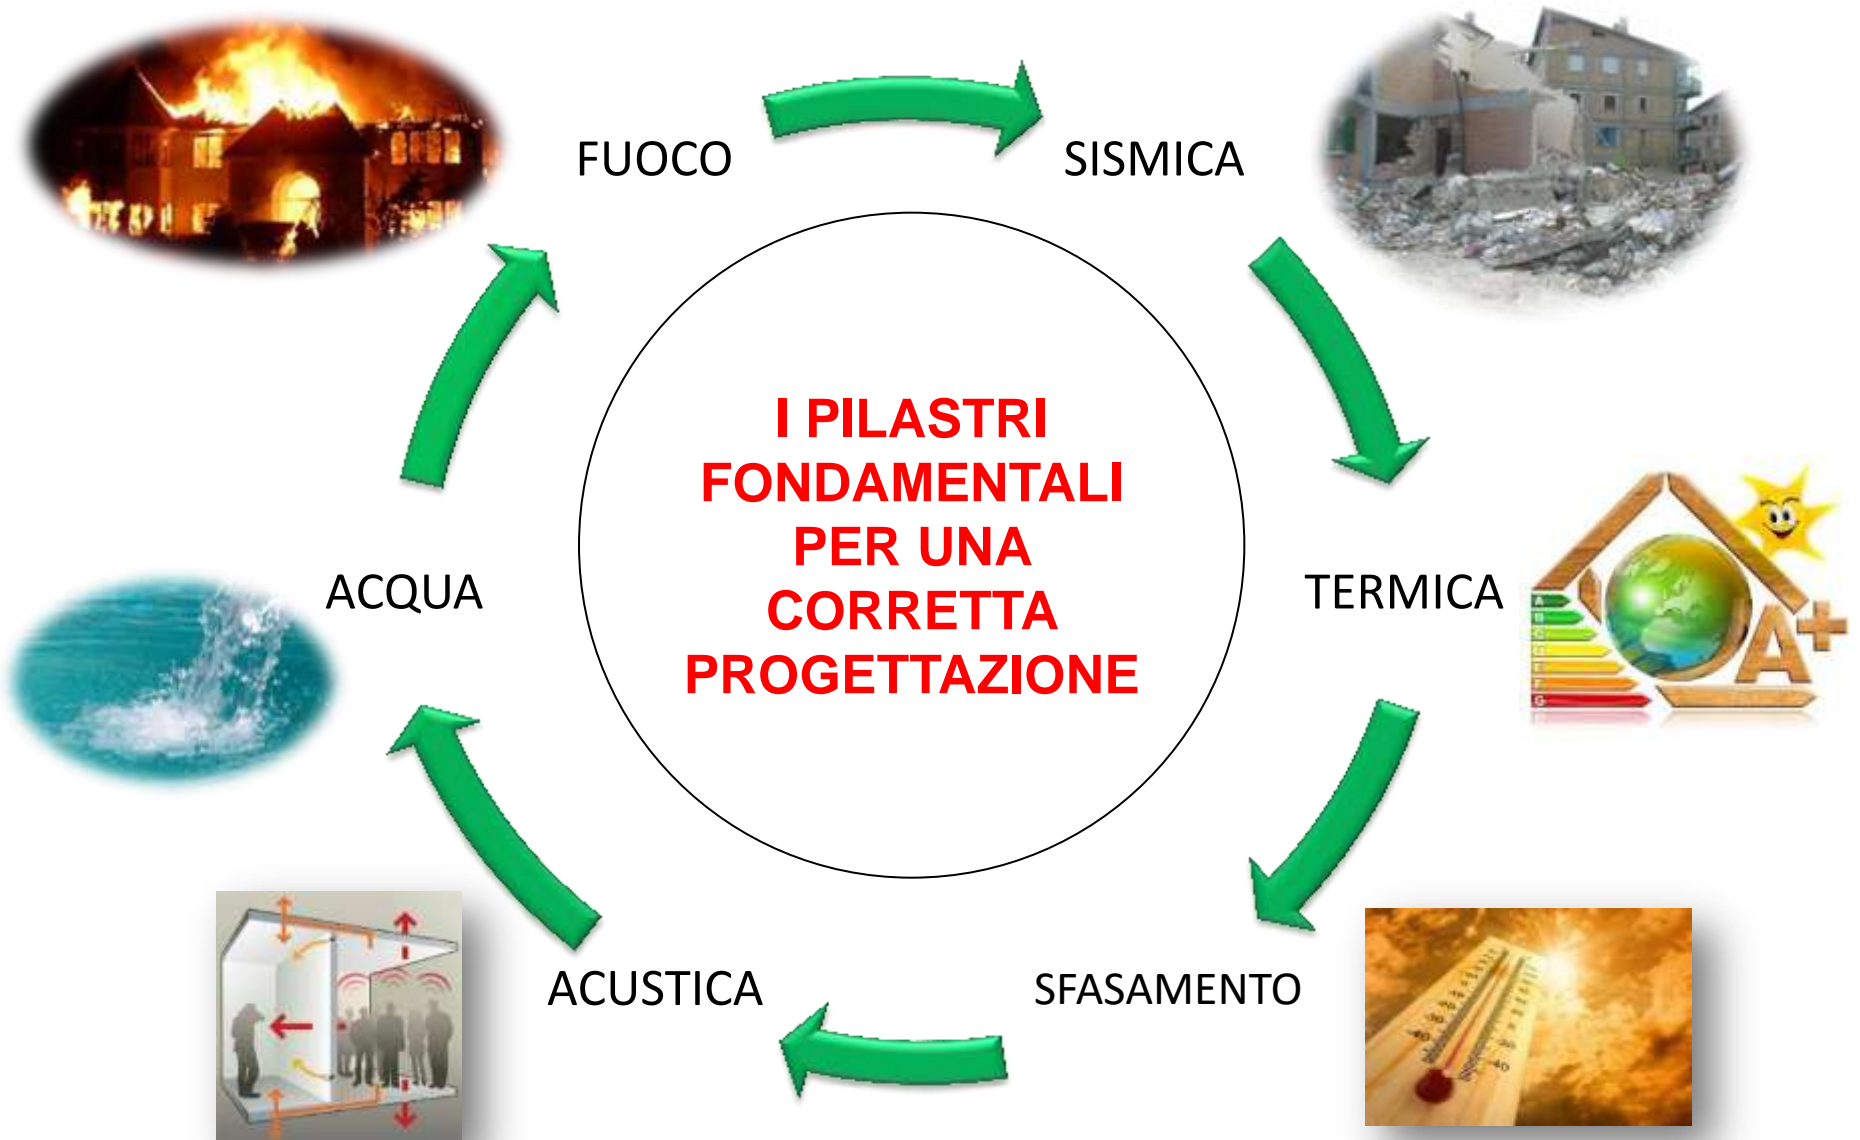 FUOCO
SISMICA
I PILASTRI
FONDAMENTALI
PER UNA
CORRETTA
PROGETTAZIONE
ACQUA
TERMICA
A+
ACUSTICA
SFASAMENTO